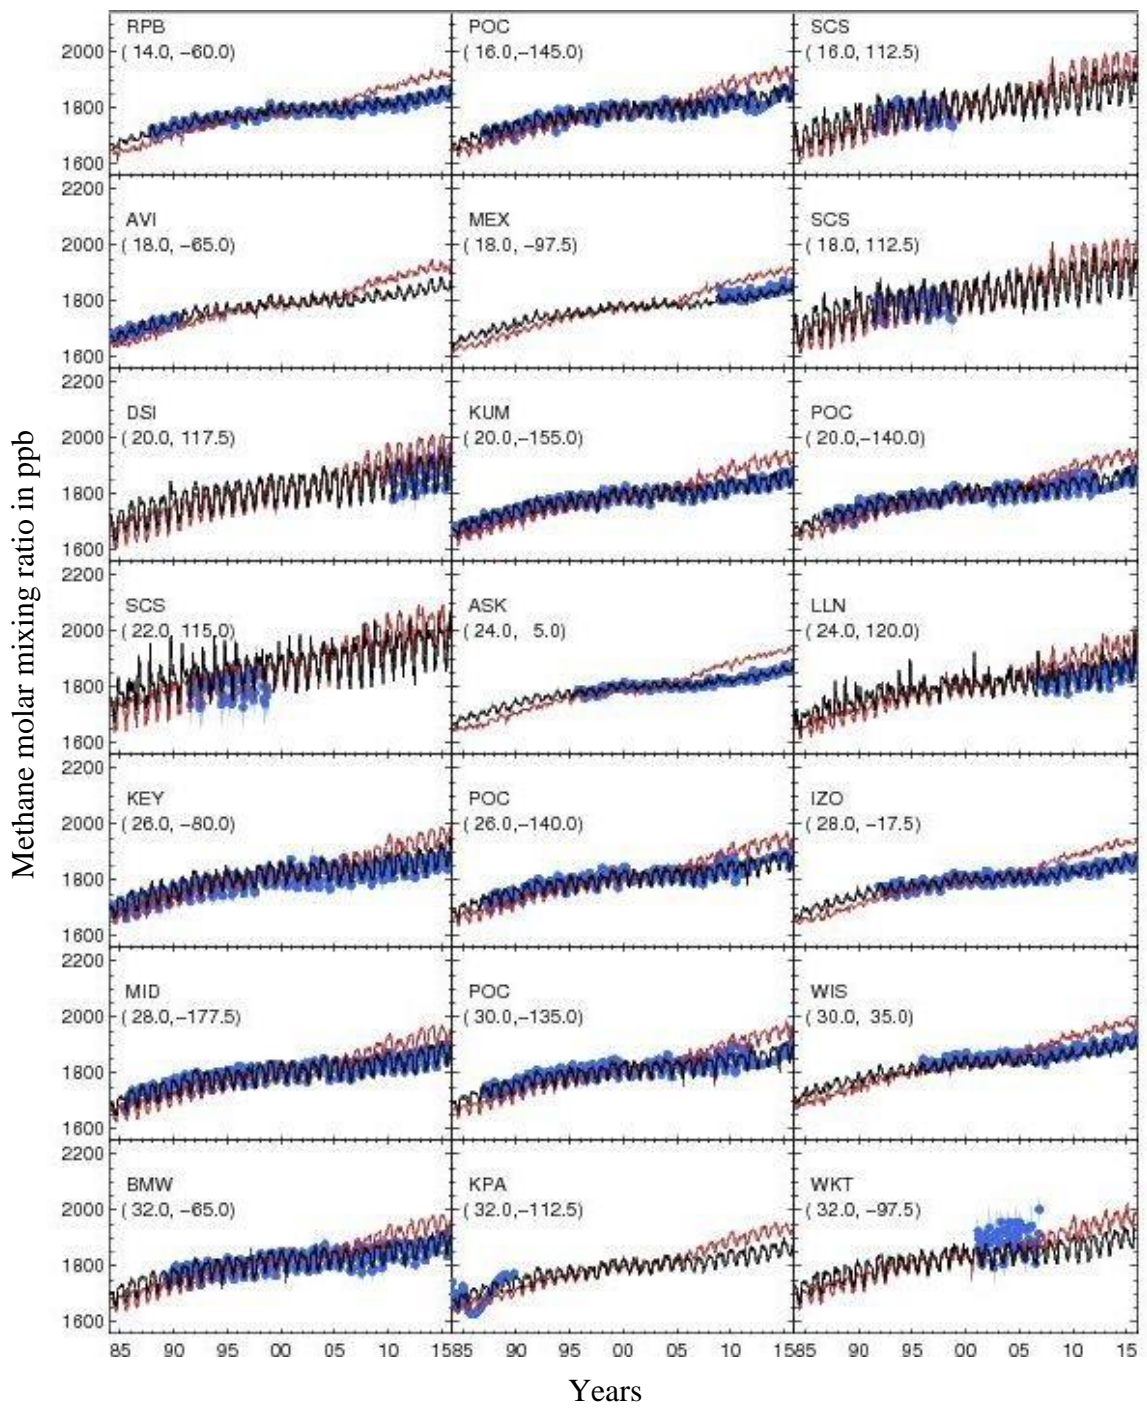 RPB
( 14.0, −60.0)
POC
( 16.0,−145.0)
SCS
( 16.0, 112.5)
2000
1800
1600
AVI
( 18.0, −65.0)
MEX
( 18.0, −97.5)
SCS
( 18.0, 112.5)
2200
2000
1800
1600
DSI
( 20.0, 117.5)
KUM
( 20.0,−155.0)
POC
( 20.0,−140.0)
2200
2000
1800
1600
SCS
( 22.0, 115.0)
ASK
( 24.0, 5.0)
LLN
( 24.0, 120.0)
2200
2000
1800
1600
KEY
( 26.0, −80.0)
POC
( 26.0,−140.0)
IZO
( 28.0, −17.5)
2200
2000
1800
1600
MID
( 28.0,−177.5)
POC
( 30.0,−135.0)
WIS
( 30.0, 35.0)
2200
2000
1800
1600
BMW
( 32.0, −65.0)
KPA
( 32.0,−112.5)
WKT
( 32.0, −97.5)
2200
2000
1800
1600
85 90 95 00 05 10 1585 90 95 00 05 10 1585 90 95 00 05 10 15
Methane molar mixing ratio in ppb
Years